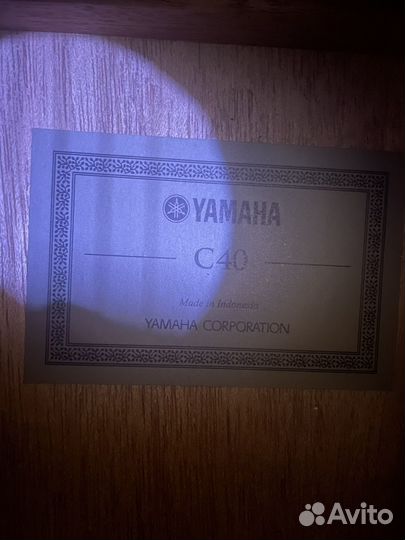 YAMAHA
C40
Made in Indonesia
YAMAHA CORPORATION
Avito